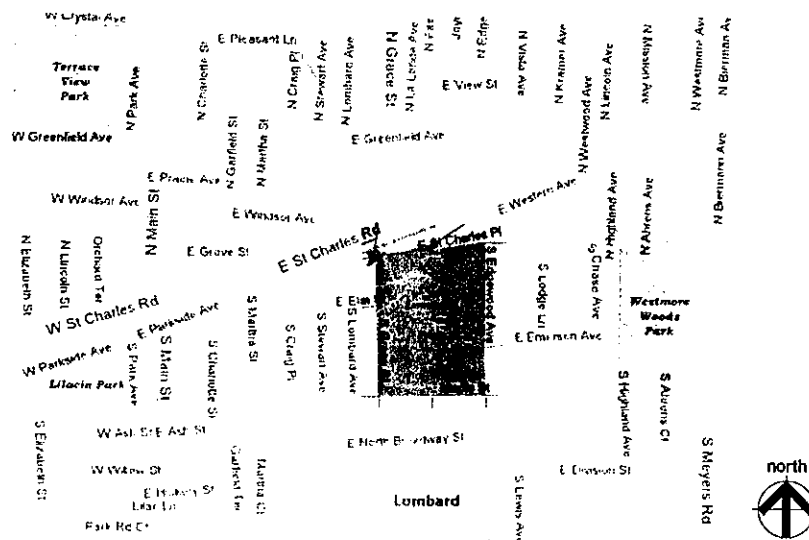 W Crystal Ave
E Pleasant Ln
Terrace
View
Park
N Park Ave
N Charlotte St
N Craig Pl
N Stewart Ave
N Lombard Ave
N Grace St
N La Londe Ave
N Edge
E View St
N Vista Ave
N Kramer Ave
N Westwood Ave
N Lincoln Ave
N Mission Ave
N Westmore Ave
N Berman Ave
W Greenfield Ave
E Greenfield Ave
N Garfield St
N Martha St
E Prairie Ave
W Windsor Ave
E Windsor Ave
N Main St
E Western Ave
N Highland Ave
N Ahrens Ave
N Elizabeth St
N Lincoln St
Orchard Ter
E Grove St
E St Charles Rd
E St Charles Pl
S Edgewood Ave
S Lodge Ln
S Chase Ave
Westmore
Woods
Park
W St Charles Rd
E Parkside Ave
W Parkside Ave
Lilacia Park
S Park Ave
S Main St
S Charlotte St
S Martha St
S Craig Pl
S Stewart Ave
S Lombard Ave
E Emerson Ave
S Highland Ave
S Ahrens Ct
S Elizabeth St
W Ash St
E Ash St
E North Broadway St
W Willow St
E Hickory St
Lilac Ln
Garfield Ter
Martha Ct
Park Rd
Lombard
S Lewis Ave
E Division St
S Meyers Rd
north